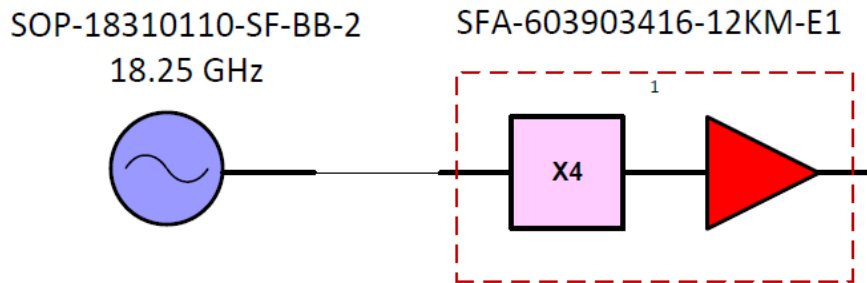 SOP-18310110-SF-BB-2
18.25 GHz
SFA-603903416-12KM-E1
1
X4